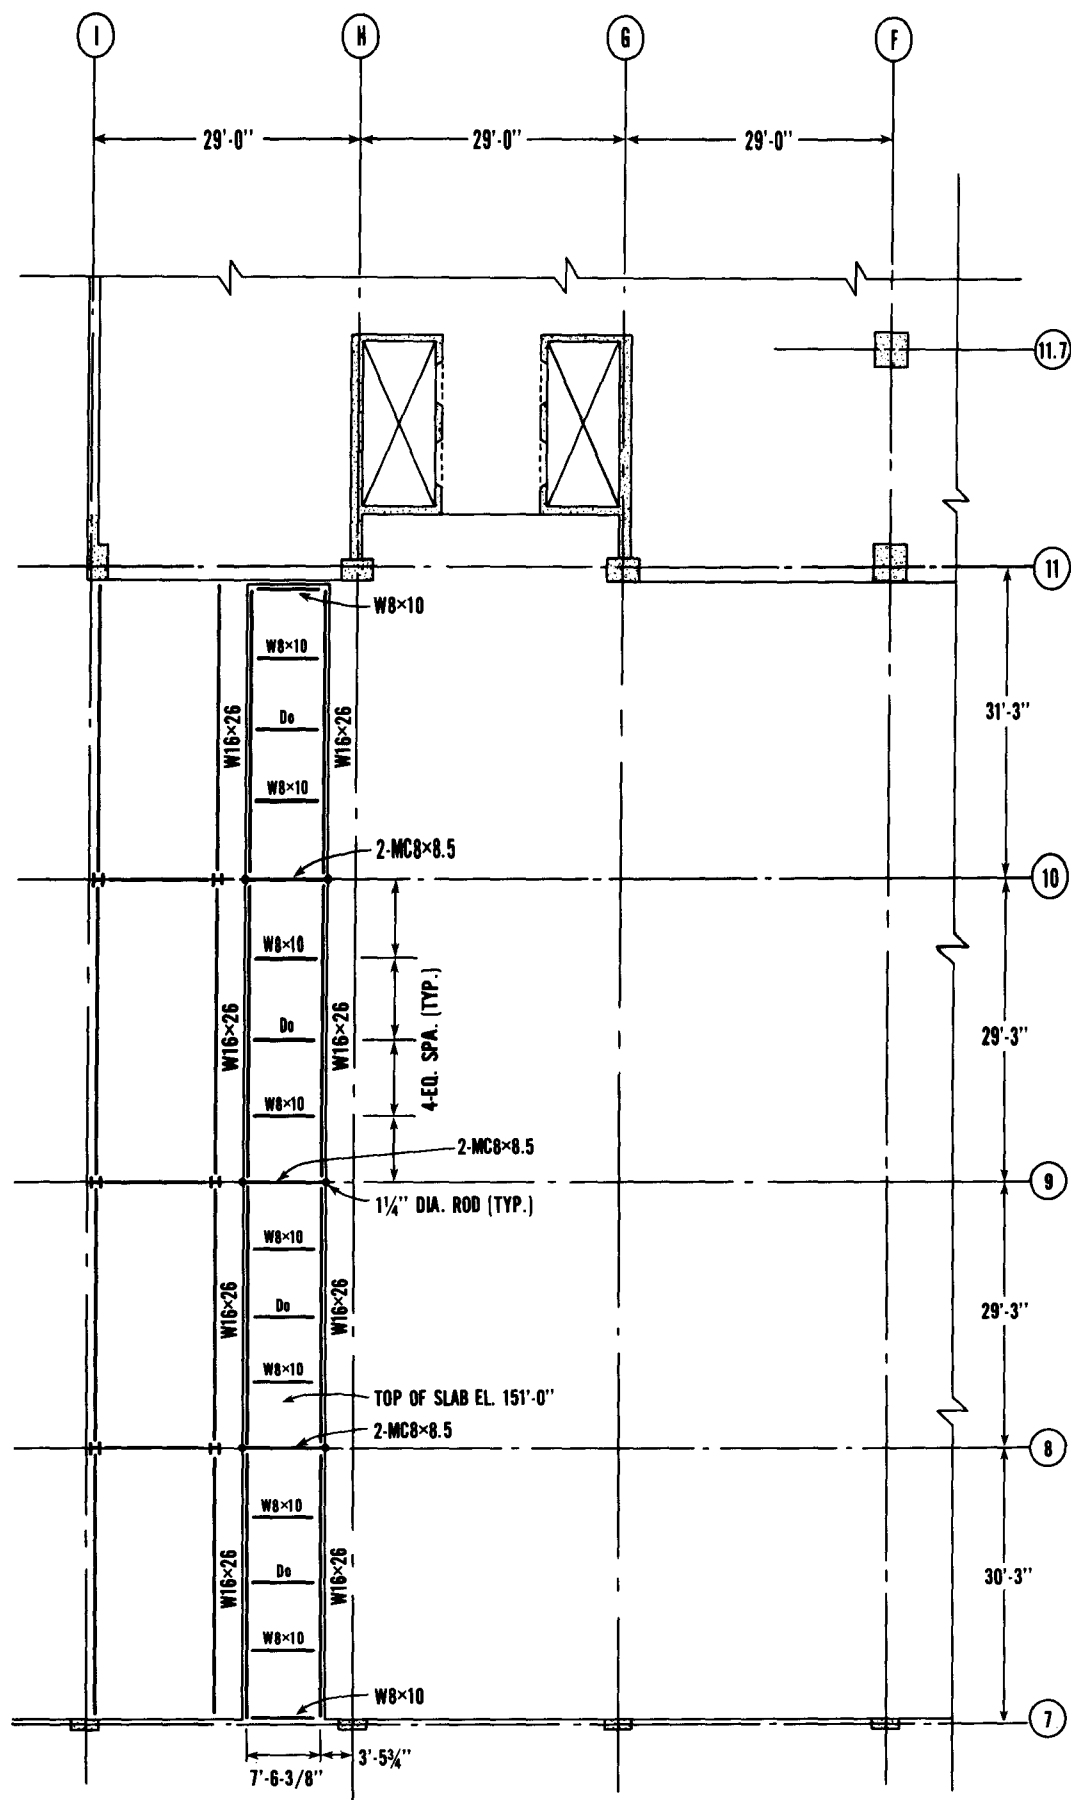 I H G F
29'-0" 29'-0" 29'-0"
11.7
11
W8×10
W8×10
W16×26
Do
W16×26
31'-3"
W8×10
2-MC8×8.5
10
W8×10
W16×26
Do
W16×26
4-EQ. SPA. (TYP.)
29'-3"
W8×10
2-MC8×8.5
9
1¼" DIA. ROD (TYP.)
W8×10
W16×26
Do
W16×26
29'-3"
W8×10
TOP OF SLAB EL. 151'-0"
2-MC8×8.5
8
W8×10
W16×26
Do
W16×26
30'-3"
W8×10
W8×10
7
3'-5¾"
7'-6-3/8"